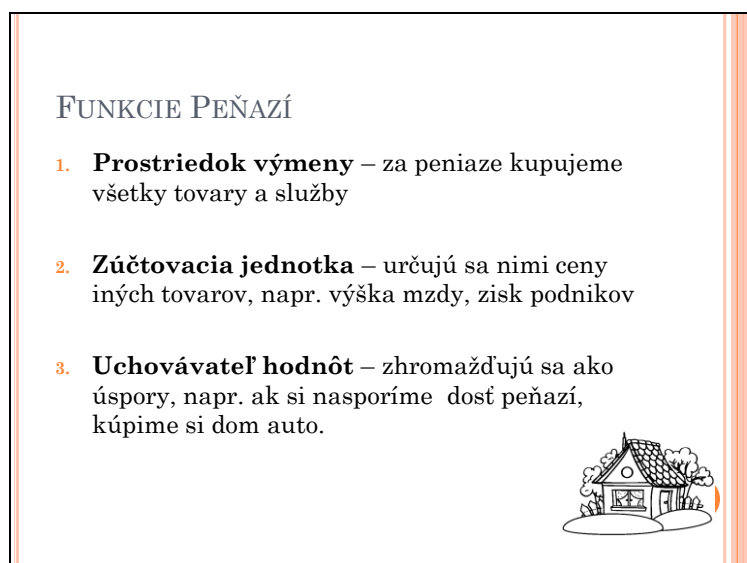 Funkcie Peňazí
1. Prostriedok výmeny – za peniaze kupujeme
všetky tovary a služby
2. Zúčtovacia jednotka – určujú sa nimi ceny
iných tovarov, napr. výška mzdy, zisk podnikov
3. Uchovávateľ hodnôt – zhromažďujú sa ako
úspory, napr. ak si nasporíme  dosť peňazí,
kúpime si dom auto.